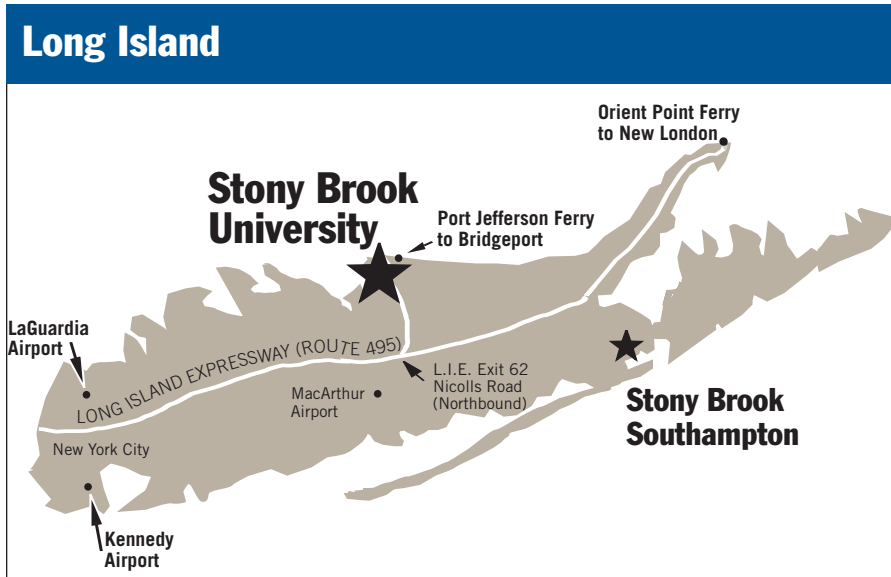 Long Island
Orient Point Ferry
to New London
Stony Brook
University
Port Jefferson Ferry
to Bridgeport
LaGuardia
Airport
LONG ISLAND EXPRESSWAY (ROUTE 495)
L.I.E. Exit 62
Nicolls Road
(Northbound)
MacArthur
Airport
Stony Brook
Southampton
New York City
Kennedy
Airport